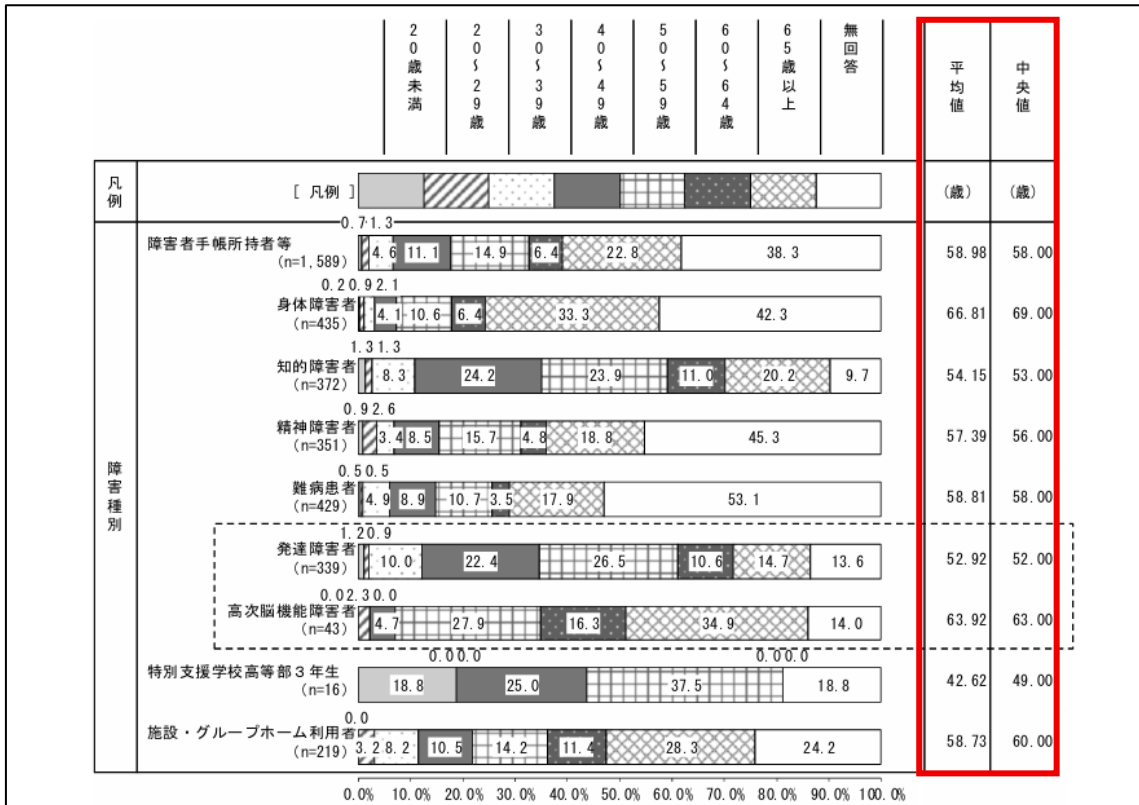 20歳未満
20〜29歳
30〜39歳
40〜49歳
50〜59歳
60〜64歳
65歳以上
無回答
平均値
中央値
凡例
[ 凡例 ]
(歳)
(歳)
障害種別
0.7 1.3
障害者手帳所持者等
(n=1,589)
4.6 11.1 14.9 6.4 22.8 38.3 58.98 58.00
0.2 0.9 2.1
身体障害者
(n=435)
4.1 10.6 6.4 33.3 42.3 66.81 69.00
1.3 1.3
知的障害者
(n=372)
8.3 24.2 23.9 11.0 20.2 9.7 54.15 53.00
0.9 2.6
精神障害者
(n=351)
3.4 8.5 15.7 4.8 18.8 45.3 57.39 56.00
0.5 0.5
難病患者
(n=429)
4.9 8.9 10.7 3.5 17.9 53.1 58.81 58.00
1.2 0.9
発達障害者
(n=339)
10.0 22.4 26.5 10.6 14.7 13.6 52.92 52.00
0.0 2.3 0.0
高次脳機能障害者
(n=43)
4.7 27.9 16.3 34.9 14.0 63.92 63.00
0.0 0.0 0.0 0.0
特別支援学校高等部3年生
(n=16)
18.8 25.0 37.5 18.8 42.62 49.00
0.0
施設・グループホーム利用者
(n=219)
3.2 8.2 10.5 14.2 11.4 28.3 24.2 58.73 60.00
0.0% 10.0% 20.0% 30.0% 40.0% 50.0% 60.0% 70.0% 80.0% 90.0% 100.0%